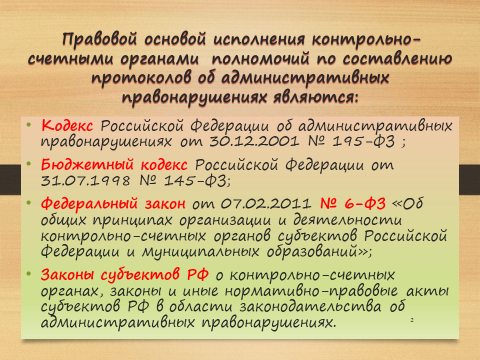 Правовой основой исполнения контрольно-
счетными органами полномочий по составлению
протоколов об административных
правонарушениях являются:
• Кодекс Российской Федерации об административных
правонарушениях от 30.12.2001 № 195-ФЗ ;
• Бюджетный кодекс Российской Федерации от
31.07.1998 № 145-ФЗ;
• Федеральный закон от 07.02.2011 № 6-ФЗ «Об
общих принципах организации и деятельности
контрольно-счетных органов субъектов Российской
Федерации и муниципальных образований»;
• Законы субъектов РФ о контрольно-счетных
органах, законы и иные нормативно-правовые акты
субъектов РФ в области законодательства об
административных правонарушениях.
2